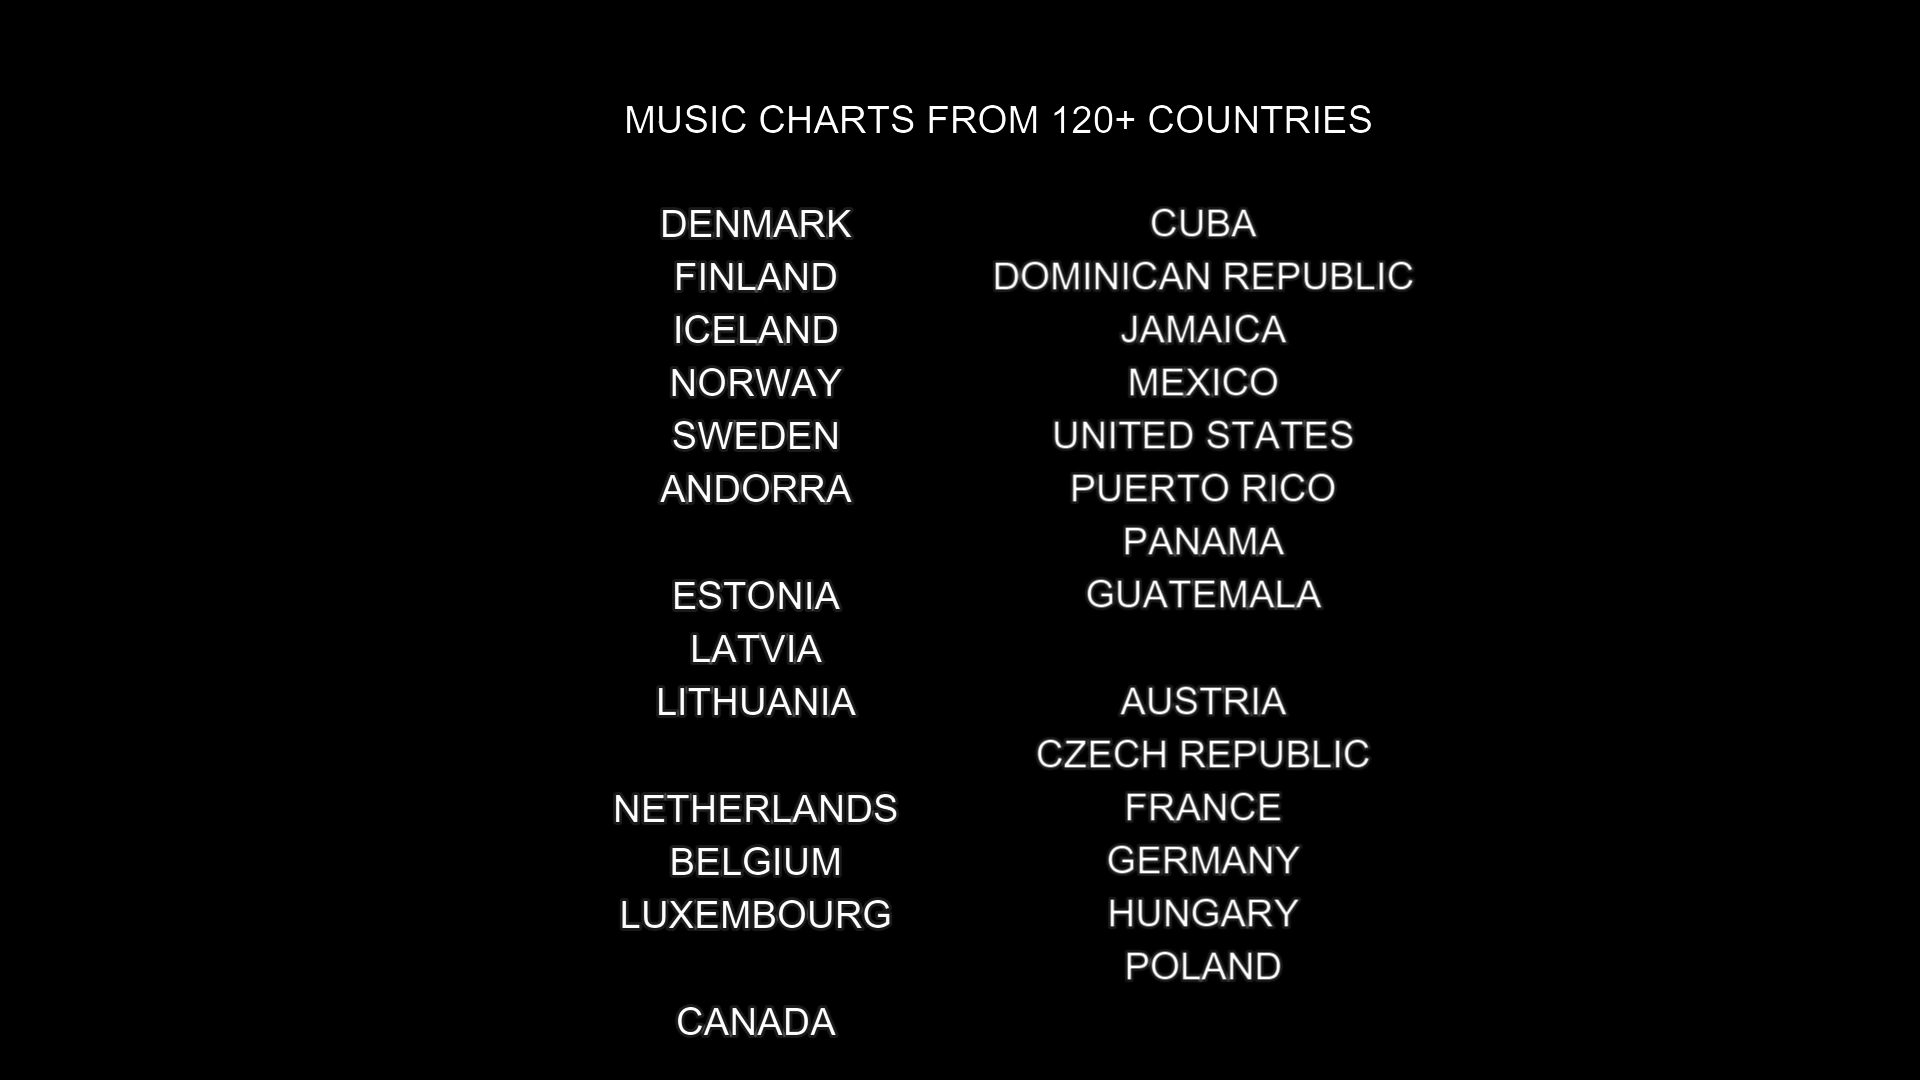 MUSIC CHARTS FROM 120+ COUNTRIES
DENMARK
FINLAND
ICELAND
NORWAY
SWEDEN
ANDORRA
ESTONIA
LATVIA
LITHUANIA
NETHERLANDS
BELGIUM
LUXEMBOURG
CANADA
CUBA
DOMINICAN REPUBLIC
JAMAICA
MEXICO
UNITED STATES
PUERTO RICO
PANAMA
GUATEMALA
AUSTRIA
CZECH REPUBLIC
FRANCE
GERMANY
HUNGARY
POLAND